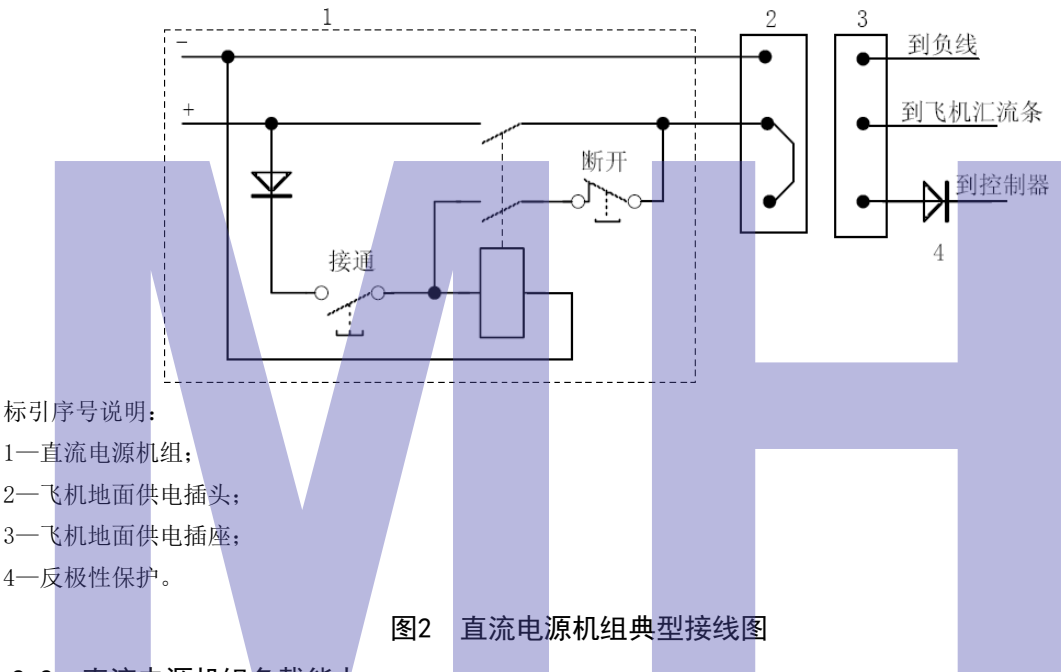 1
2
3
−
+
断开
接通
到负线
到飞机汇流条
到控制器
4
标引序号说明：
1—直流电源机组；
2—飞机地面供电插头；
3—飞机地面供电插座；
4—反极性保护。
图2 直流电源机组典型接线图
MH